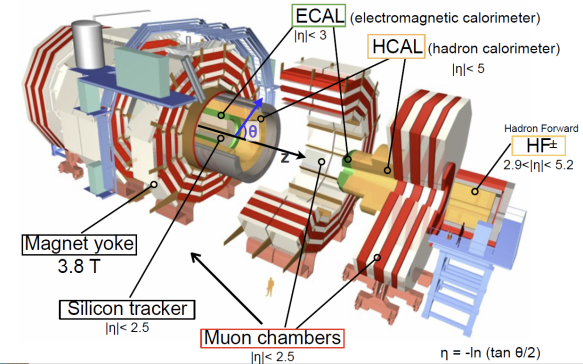 ECAL (electromagnetic calorimeter)
|η|< 3
HCAL (hadron calorimeter)
|η|< 5
Hadron Forward
HF±
2.9<|η|< 5.2
θ
z
Magnet yoke
3.8 T
Silicon tracker
|η|< 2.5
Muon chambers
|η|< 2.5
η = -ln (tan θ/2)